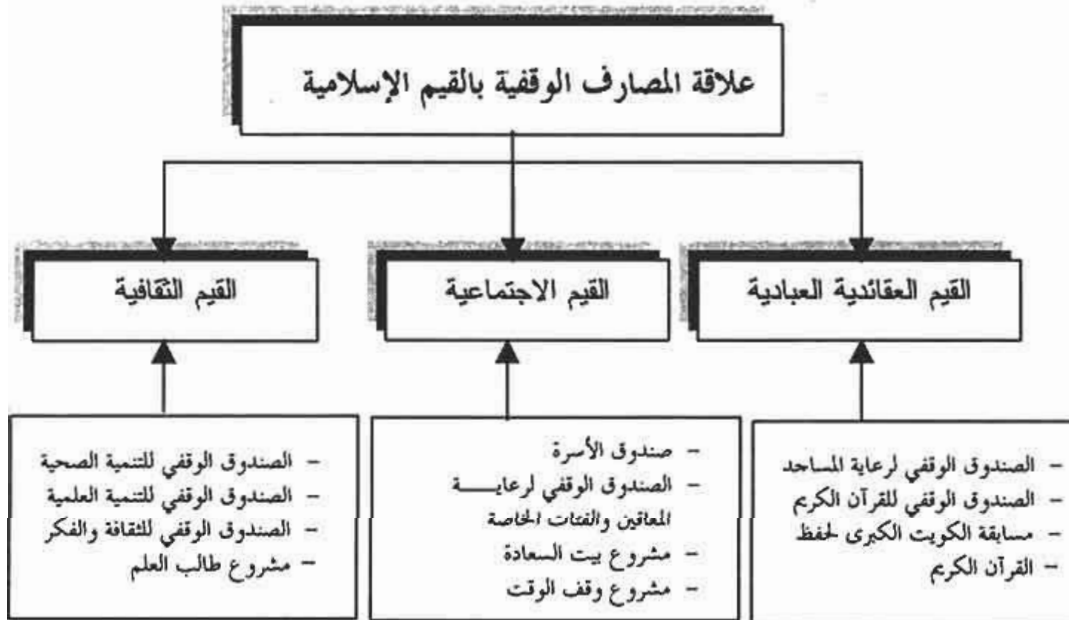 علاقة المصارف الوقفية بالقيم الإسلامية
القيم العقائدية العبادية
القيم الاجتماعية
القيم الثقافية
– الصندوق الوقفي لرعاية المساجد
– الصندوق الوقفي للقرآن الكريم
– مسابقة الكويت الكبرى لحفظ
– القرآن الكريم
– صندوق الأسرة
– الصندوق الوقفي لرعايـــــة
المعاقين والفئات الخاصة
– مشروع بيت السعادة
– مشروع وقف الوقت
– الصندوق الوقفي للتنمية الصحية
– الصندوق الوقفي للتنمية العلمية
– الصندوق الوقفي للثقافة والفكر
– مشروع طالب العلم